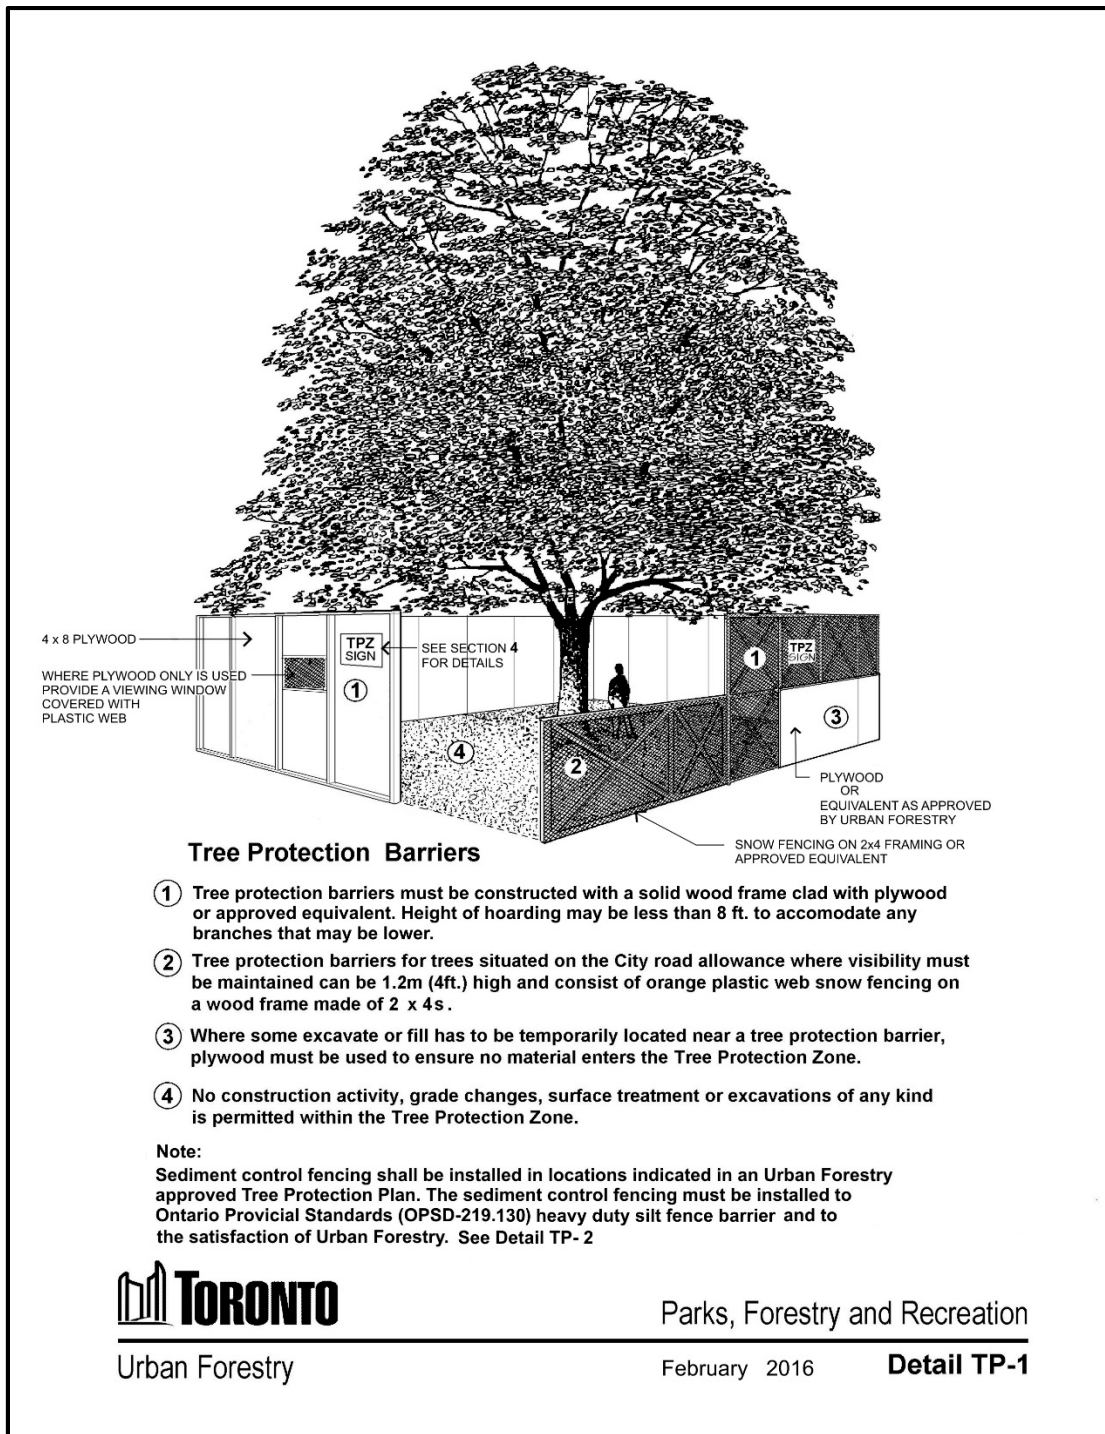 4 x 8 PLYWOOD
WHERE PLYWOOD ONLY IS USED
PROVIDE A VIEWING WINDOW
COVERED WITH
PLASTIC WEB
TPZ
SIGN
SEE SECTION 4
FOR DETAILS
1
4
2
1
TPZ
SIGN
3
PLYWOOD
OR
EQUIVALENT AS APPROVED
BY URBAN FORESTRY
SNOW FENCING ON 2x4 FRAMING OR
APPROVED EQUIVALENT
Tree Protection Barriers
1 Tree protection barriers must be constructed with a solid wood frame clad with plywood
or approved equivalent. Height of hoarding may be less than 8 ft. to accomodate any
branches that may be lower.
2 Tree protection barriers for trees situated on the City road allowance where visibility must
be maintained can be 1.2m (4ft.) high and consist of orange plastic web snow fencing on
a wood frame made of 2 x 4s.
3 Where some excavate or fill has to be temporarily located near a tree protection barrier,
plywood must be used to ensure no material enters the Tree Protection Zone.
4 No construction activity, grade changes, surface treatment or excavations of any kind
is permitted within the Tree Protection Zone.
Note:
Sediment control fencing shall be installed in locations indicated in an Urban Forestry
approved Tree Protection Plan. The sediment control fencing must be installed to
Ontario Provicial Standards (OPSD-219.130) heavy duty silt fence barrier and to
the satisfaction of Urban Forestry. See Detail TP- 2
TORONTO
Parks, Forestry and Recreation
Urban Forestry
February 2016
Detail TP-1